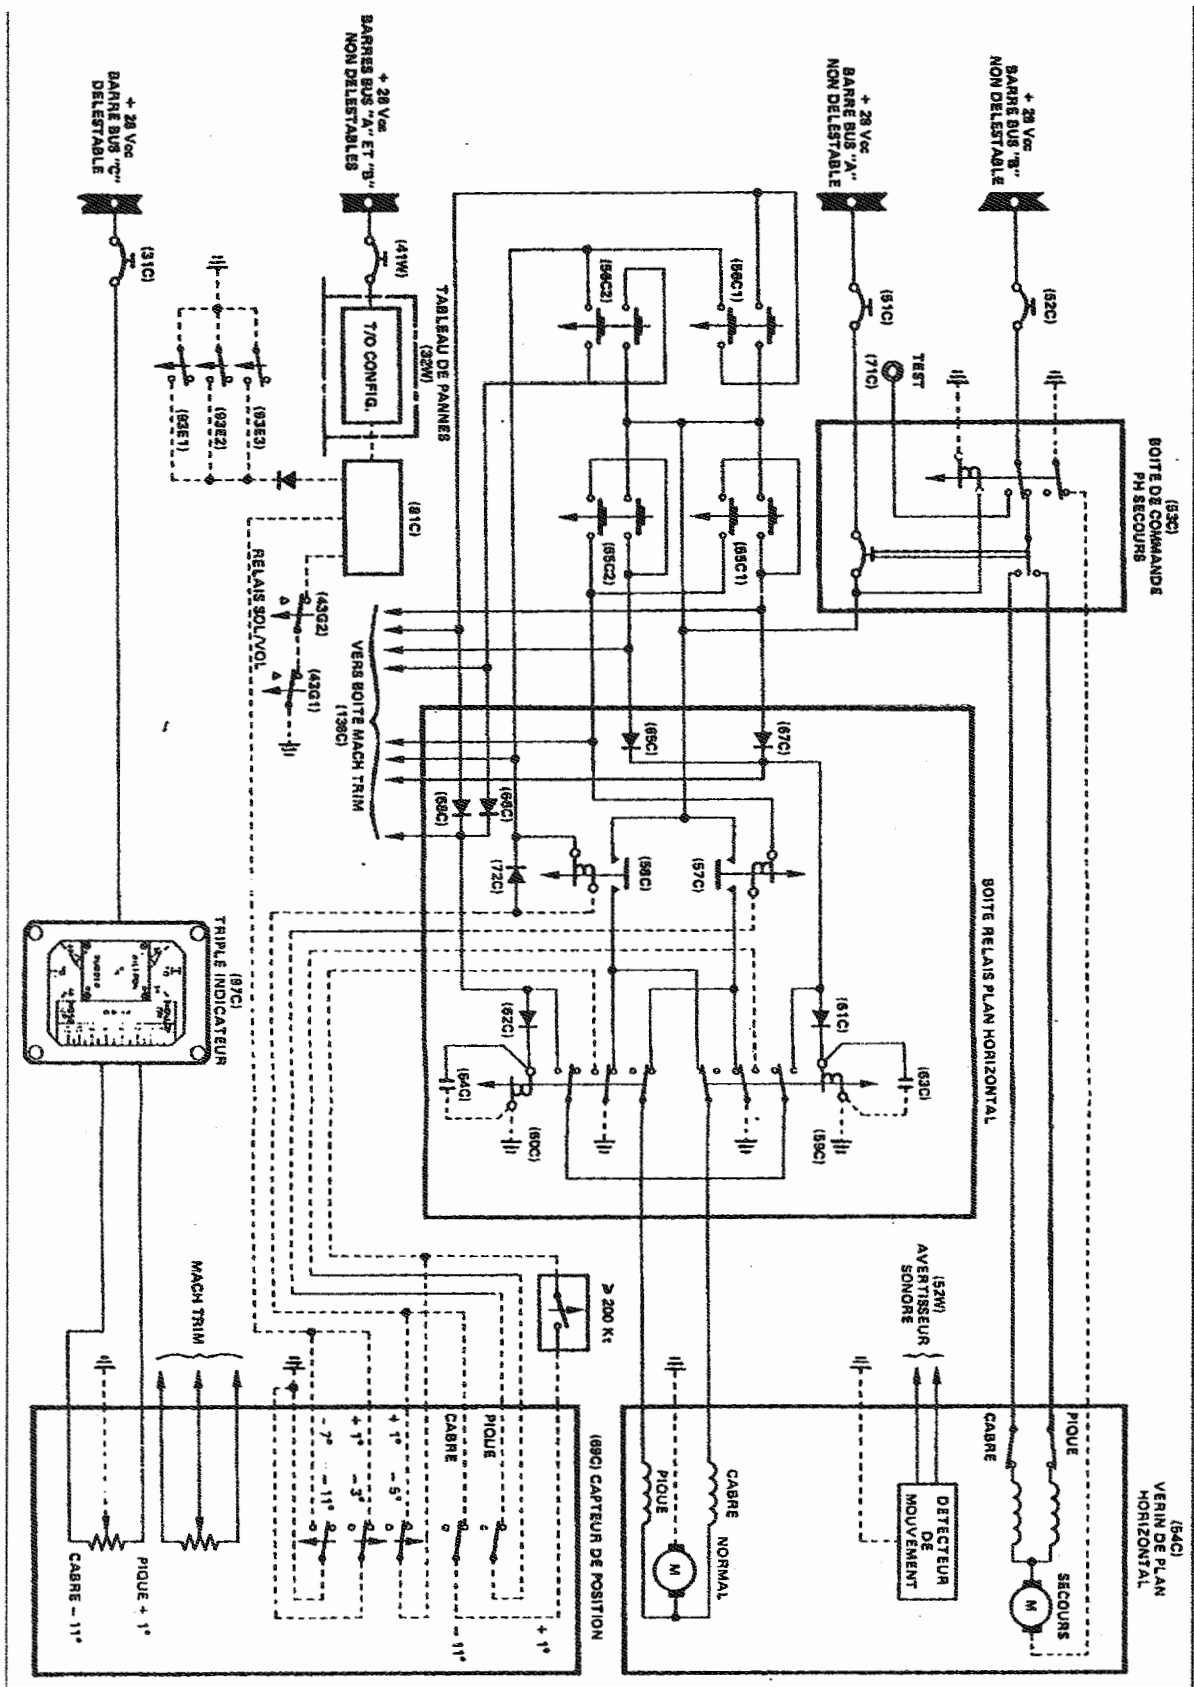 + 28 Vcc
BARRE BUS "B"
NON DELESTABLE
(52C)
+ 28 Vcc
BARRE BUS "A"
NON DELESTABLE
(51C)
TEST
(71C)
(53C)
BOITE DE COMMANDE
PH SECOURS
+ 28 Vcc
BARRES BUS "A" ET "B"
NON DELESTABLES
(41W)
TABLEAU DE PANNES
(32W)
T/O CONFIG.
(81C)
+ 28 Vcc
BARRE BUS "C"
DELESTABLE
(31C)
(93E3)
(93E2)
(93E1)
(56C1)
(56C2)
(55C1)
(55C2)
RELAIS SOL/VOL
(43G2)
(43G1)
VERS BOITE MACH TRIM
(138C)
BOITE RELAIS PLAN HORIZONTAL
(67C)
(65C)
(66C)
(68C)
(57C)
(58C)
(72C)
(61C)
(62C)
(63C)
(64C)
(59C)
(60C)
(97C)
TRIPLE INDICATEUR
MACH TRIM
⩾ 200 Kt
(52W)
AVERTISSEUR
SONORE
(54C)
VERIN DE PLAN
HORIZONTAL
PIQUE
CABRE
SECOURS
M
DETECTEUR
DE
MOUVEMENT
CABRE
NORMAL
PIQUE
M
(69C) CAPTEUR DE POSITION
PIQUE
+ 1°
CABRE
- 11°
+ 1° - 5°
+ 1° - 3°
- 7° - 11°
PIQUE + 1°
CABRE - 11°